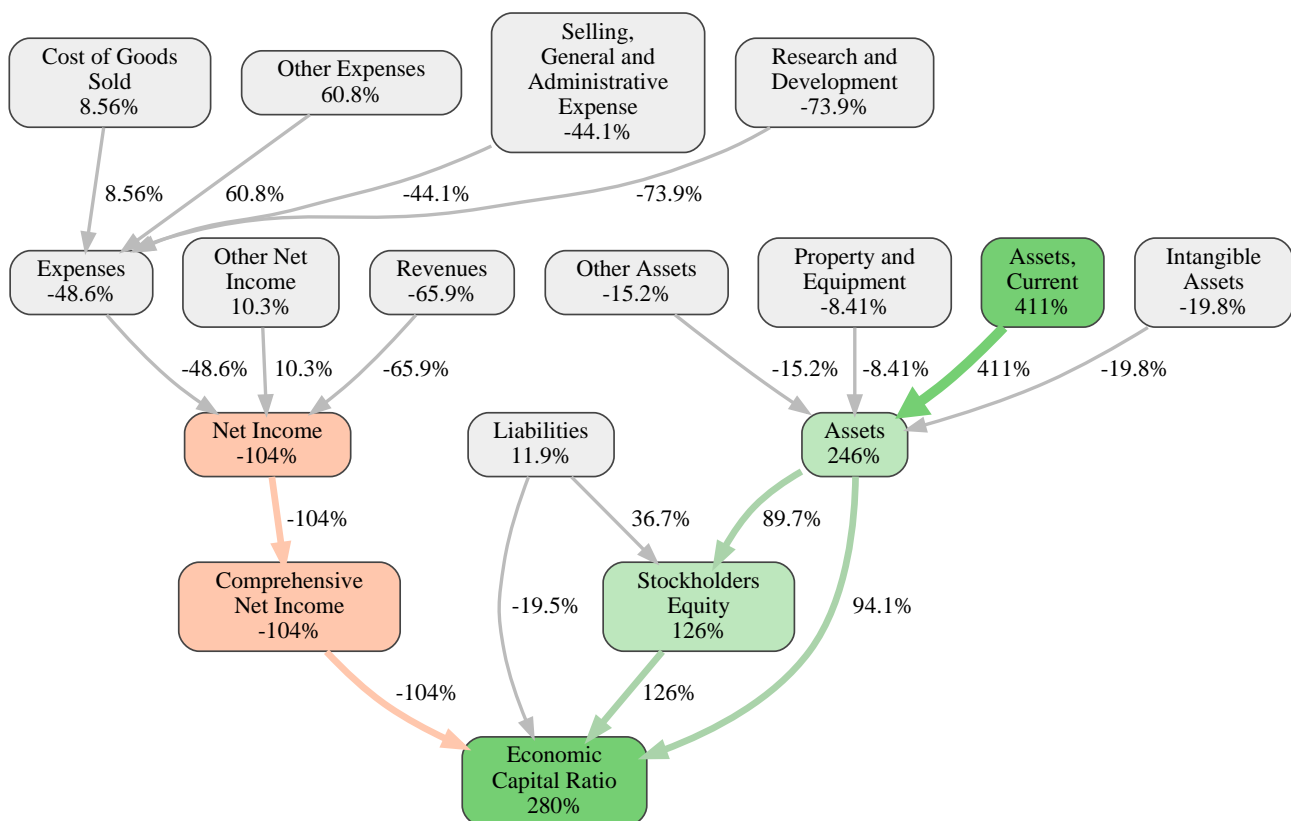 Cost of Goods
Sold
8.56%
Other Expenses
60.8%
Selling,
General and
Administrative
Expense
-44.1%
Research and
Development
-73.9%
8.56%
60.8%
-44.1%
-73.9%
Expenses
-48.6%
Other Net
Income
10.3%
Revenues
-65.9%
Other Assets
-15.2%
Property and
Equipment
-8.41%
Assets,
Current
411%
Intangible
Assets
-19.8%
-48.6%
10.3%
-65.9%
-15.2%
-8.41%
411%
-19.8%
Net Income
-104%
Liabilities
11.9%
Assets
246%
-104%
36.7%
89.7%
Comprehensive
Net Income
-104%
-19.5%
Stockholders
Equity
126%
94.1%
-104%
126%
Economic
Capital Ratio
280%